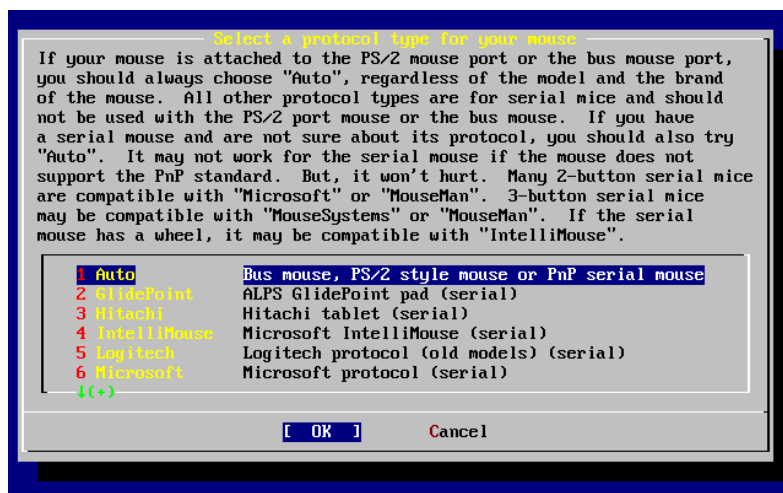 Select a protocol type for your mouse
If your mouse is attached to the PS/2 mouse port or the bus mouse port,
you should always choose "Auto", regardless of the model and the brand
of the mouse.  All other protocol types are for serial mice and should
not be used with the PS/2 port mouse or the bus mouse.  If you have
a serial mouse and are not sure about its protocol, you should also try
"Auto".  It may not work for the serial mouse if the mouse does not
support the PnP standard.  But, it won't hurt.  Many 2-button serial mice
are compatible with "Microsoft" or "MouseMan".  3-button serial mice
may be compatible with "MouseSystems" or "MouseMan".  If the serial
mouse has a wheel, it may be compatible with "IntelliMouse".
1 Auto Bus mouse, PS/2 style mouse or PnP serial mouse
2 GlidePoint ALPS GlidePoint pad (serial)
3 Hitachi Hitachi tablet (serial)
4 IntelliMouse Microsoft IntelliMouse (serial)
5 Logitech Logitech protocol (old models) (serial)
6 Microsoft Microsoft protocol (serial)
↓(+)
[ OK ] Cancel